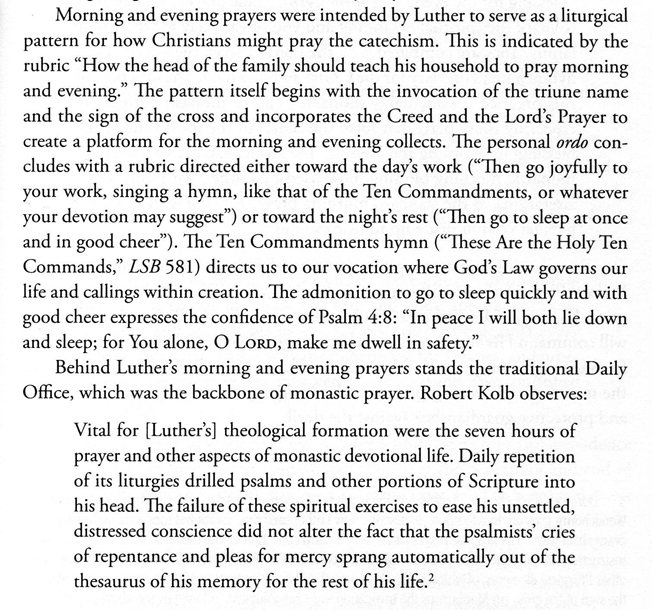 Morning and evening prayers were intended by Luther to serve as a liturgical
pattern for how Christians might pray the catechism. This is indicated by the
rubric “How the head of the family should teach his household to pray morning
and evening.” The pattern itself begins with the invocation of the triune name
and the sign of the cross and incorporates the Creed and the Lord’s Prayer to
create a platform for the morning and evening collects. The personal ordo con-
cludes with a rubric directed either toward the day’s work (“Then go joyfully to
your work, singing a hymn, like that of the Ten Commandments, or whatever
your devotion may suggest”) or toward the night’s rest (“Then go to sleep at once
and in good cheer”). The Ten Commandments hymn (“These Are the Holy Ten
Commands,” LSB 581) directs us to our vocation where God’s Law governs our
life and callings within creation. The admonition to go to sleep quickly and with
good cheer expresses the confidence of Psalm 4:8: “In peace I will both lie down
and sleep; for You alone, O LORD, make me dwell in safety.”
Behind Luther’s morning and evening prayers stands the traditional Daily
Office, which was the backbone of monastic prayer. Robert Kolb observes:
Vital for [Luther’s] theological formation were the seven hours of
prayer and other aspects of monastic devotional life. Daily repetition
of its liturgies drilled psalms and other portions of Scripture into
his head. The failure of these spiritual exercises to ease his unsettled,
distressed conscience did not alter the fact that the psalmists’ cries
of repentance and pleas for mercy sprang automatically out of the
thesaurus of his memory for the rest of his life.²